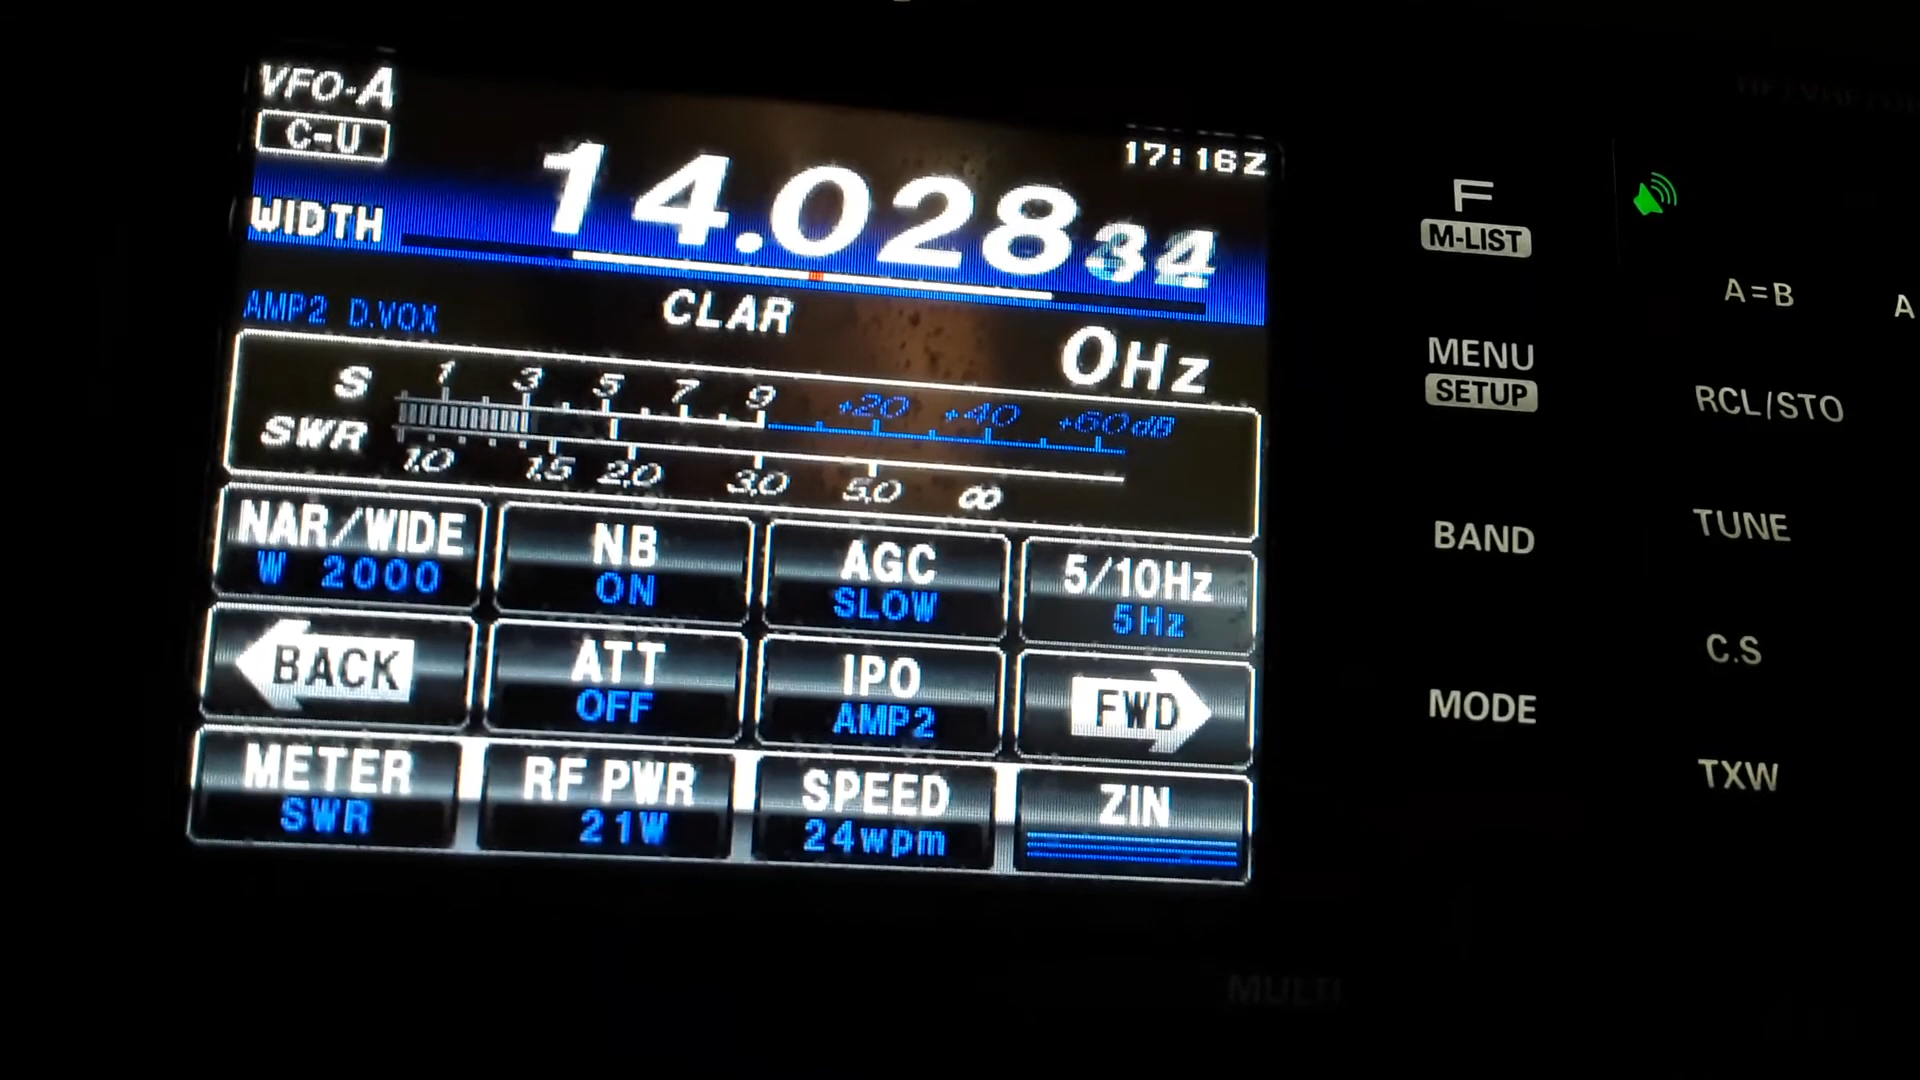 VFO-A
C-U
17:16Z
14.02834
WIDTH
AMP2 D.VOX
CLAR
0Hz
S 1 3 5 7 9 +20 +40 +60dB
SWR 1.0 1.5 2.0 3.0 5.0 ∞
NAR/WIDE NB AGC 5/10Hz
W 2000 ON SLOW 5Hz
BACK ATT IPO FWD
OFF AMP2
METER RF PWR SPEED ZIN
SWR 21W 24wpm
F
M-LIST
A=B A
MENU
SETUP
RCL/STO
BAND
TUNE
C.S
MODE
TXW
MULTI